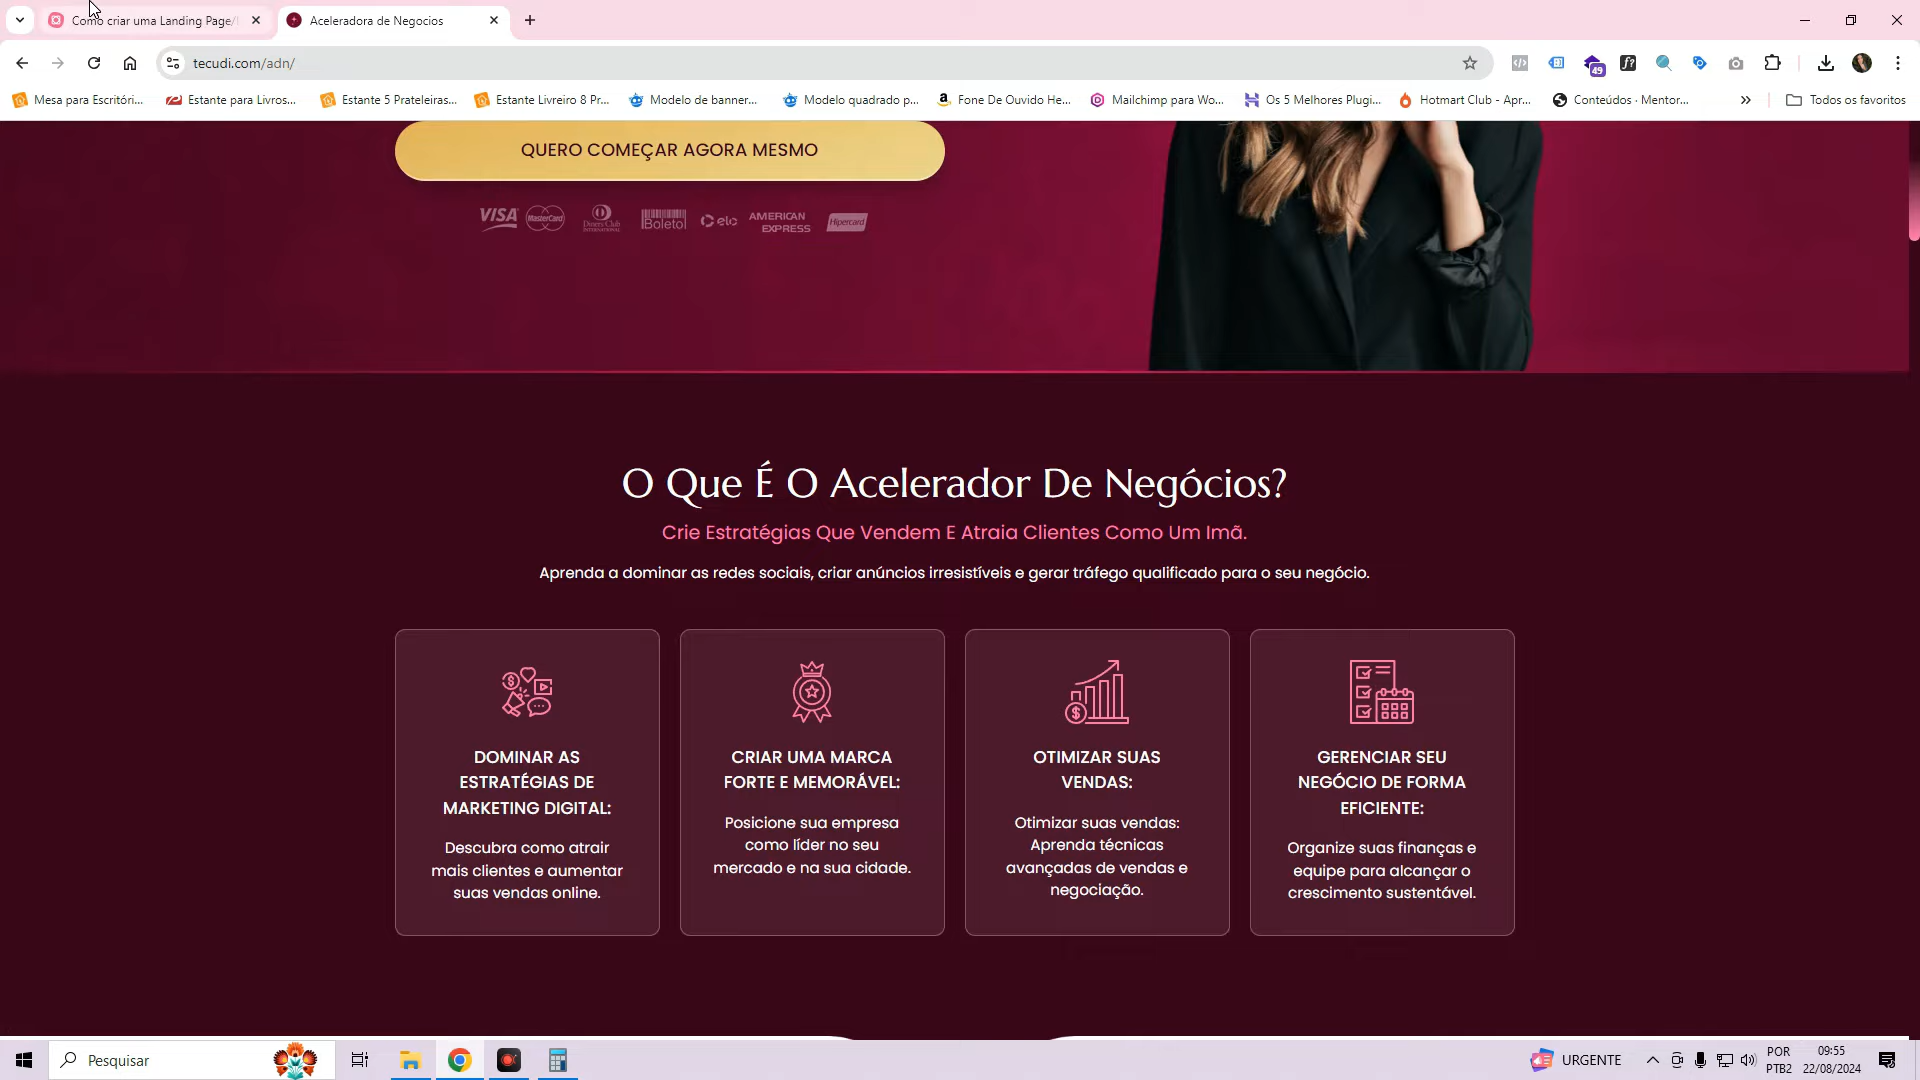 Como criar uma Landing Page/
Aceleradora de Negocios
tecudi.com/adn/
49
f?
Mesa para Escritóri...
Estante para Livros...
Estante 5 Prateleiras...
Estante Livreiro 8 Pr...
Modelo de banner...
Modelo quadrado p...
Fone De Ouvido He...
Mailchimp para Wo...
Os 5 Melhores Plugi...
Hotmart Club - Apr...
Conteúdos · Mentor...
Todos os favoritos
QUERO COMEÇAR AGORA MESMO
VISA
MasterCard
Diners Club
INTERNATIONAL
Boleto!
elo
AMERICAN
EXPRESS
Hipercard
O Que É O Acelerador De Negócios?
Crie Estratégias Que Vendem E Atraia Clientes Como Um Imã.
Aprenda a dominar as redes sociais, criar anúncios irresistíveis e gerar tráfego qualificado para o seu negócio.
DOMINAR AS
ESTRATÉGIAS DE
MARKETING DIGITAL:
Descubra como atrair
mais clientes e aumentar
suas vendas online.
CRIAR UMA MARCA
FORTE E MEMORÁVEL:
Posicione sua empresa
como líder no seu
mercado e na sua cidade.
OTIMIZAR SUAS
VENDAS:
Otimizar suas vendas:
Aprenda técnicas
avançadas de vendas e
negociação.
GERENCIAR SEU
NEGÓCIO DE FORMA
EFICIENTE:
Organize suas finanças e
equipe para alcançar o
crescimento sustentável.
Pesquisar
URGENTE
POR
PTB2
09:55
22/08/2024